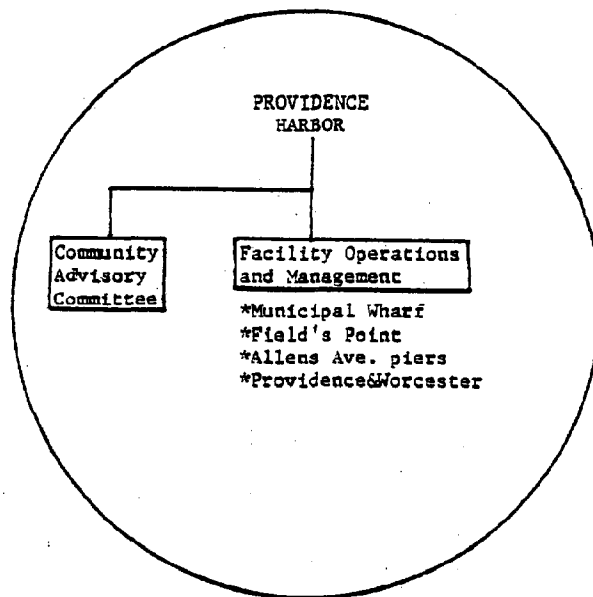 PROVIDENCE
HARBOR
Community
Advisory
Committee
Facility Operations
and Management
*Municipal Wharf
*Field's Point
*Allens Ave. piers
*Providence&Worcester